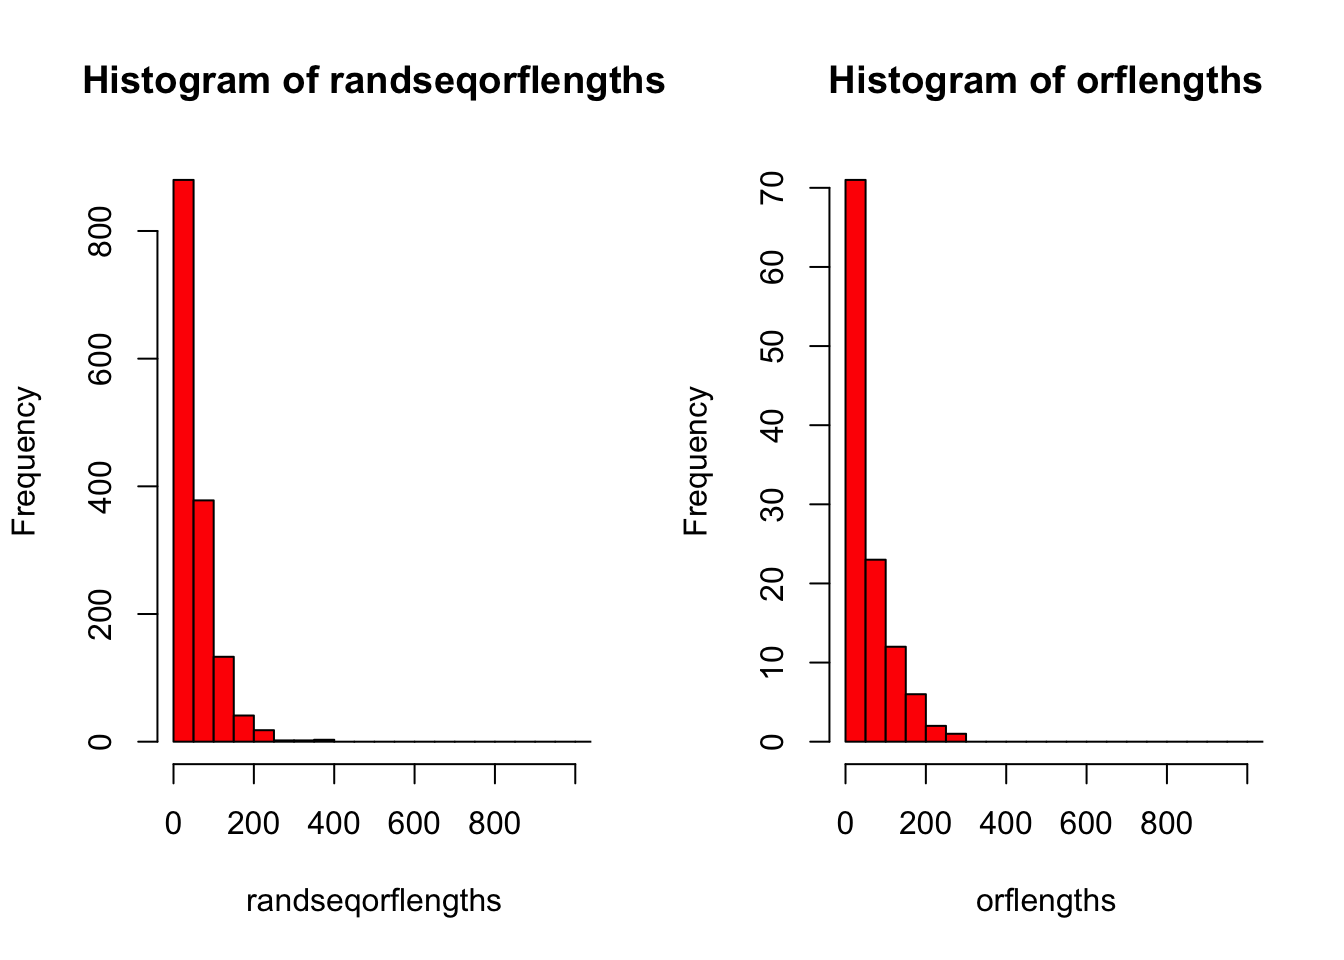 Histogram of randseqorflengths
Frequency
800
600
400
200
0
0 200 400 600 800
randseqorflengths
Histogram of orflengths
Frequency
70
60
50
40
30
20
10
0
0 200 400 600 800
orflengths